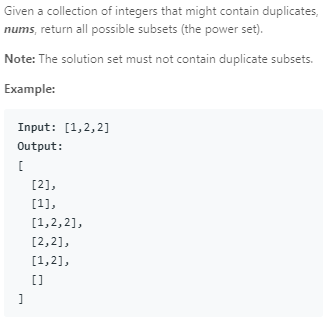 Given a collection of integers that might contain duplicates,
nums, return all possible subsets (the power set).
Note: The solution set must not contain duplicate subsets.
Example:
Input: [1,2,2]
Output:
[
[2],
[1],
[1,2,2],
[2,2],
[1,2],
[]
]